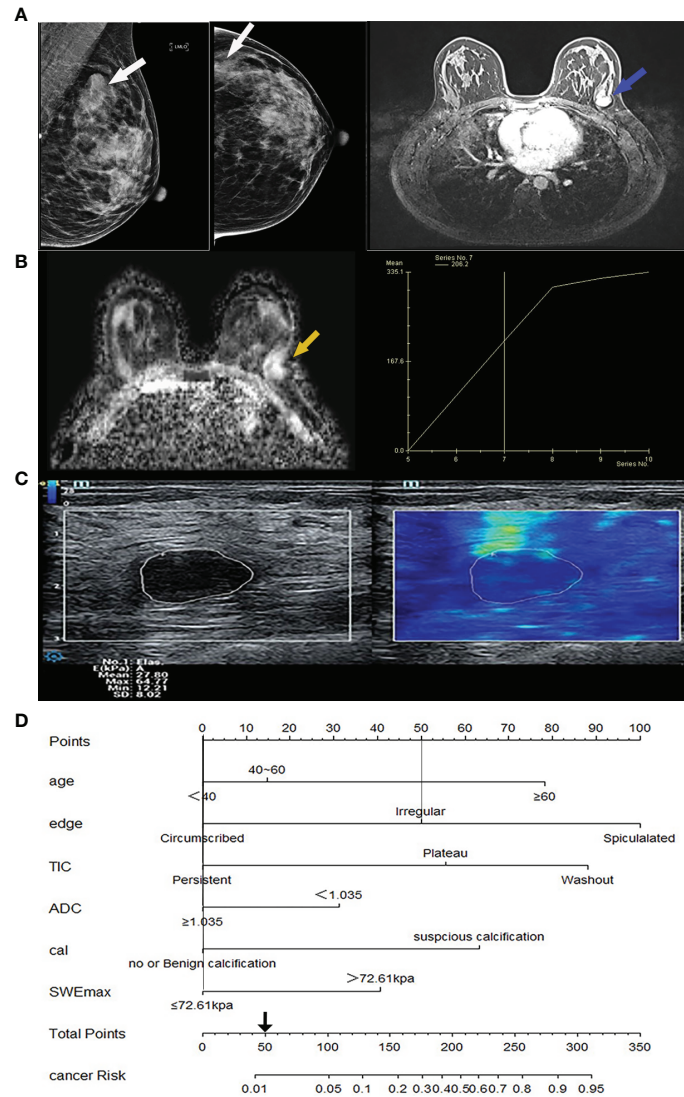 A
LMLO
B
Mean
Series No. 7
206.2
335.1
167.6
0.0
5 6 7 8 9 10
Series No.
C
No.1: Elas.
E(kPa): A
Mean: 27.80
Max: 64.77
Min: 12.21
SD: 8.02
D
0 10 20 30 40 50 60 70 80 90 100
Points
40~60
age
<40 ≥60
Irregular
edge
Circumscribed Spiculalated
Plateau
TIC
Persistent Washout
<1.035
ADC
≥1.035
suspcious calcification
cal
no or Benign calcification
>72.61kpa
SWEmax
≤72.61kpa
Total Points
0 50 100 150 200 250 300 350
cancer Risk
0.01 0.05 0.1 0.2 0.30 0.40.50.6 0.7 0.8 0.9 0.95